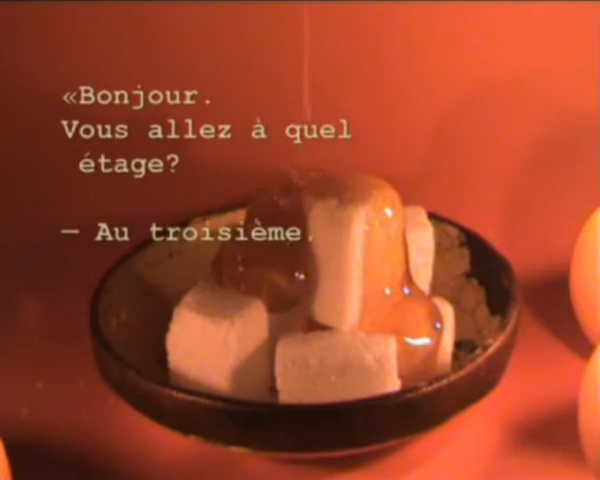 «Bonjour.
Vous allez à quel
étage?
— Au troisième.